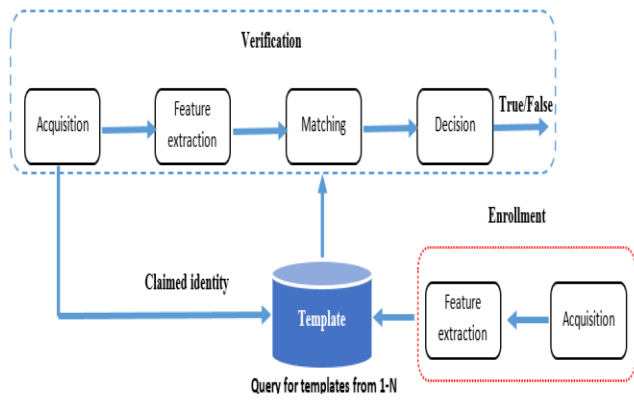 Verification
Acquisition
Feature
extraction
Matching
Decision
True/False
Enrollment
Claimed identity
Template
Feature
extraction
Acquisition
Query for templates from 1-N